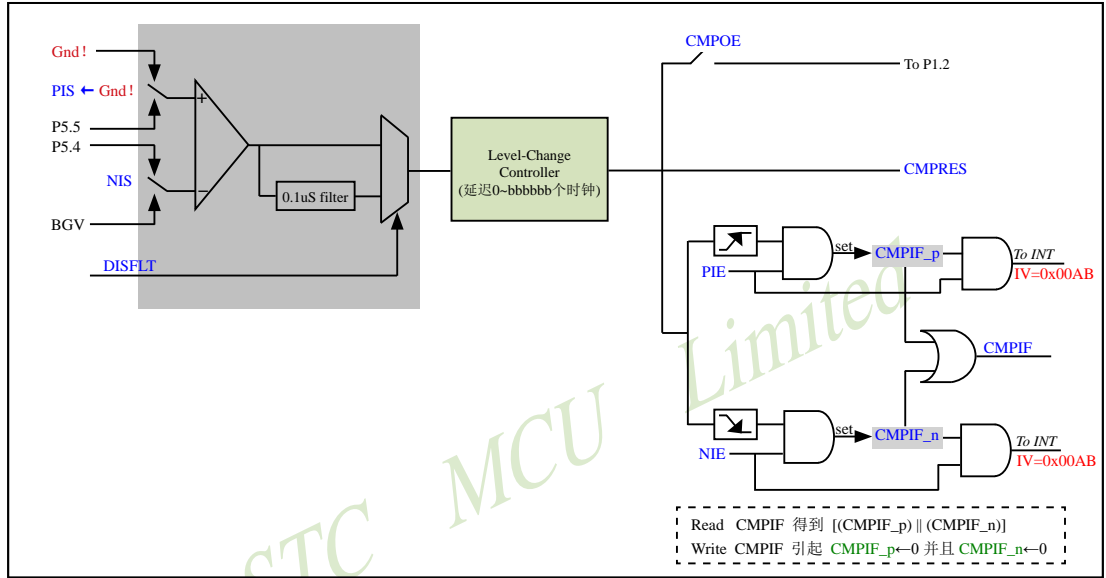 Gnd!
PIS ← Gnd!
P5.5
P5.4
NIS
BGV
DISFLT
+
−
0.1uS filter
Level-Change
Controller
(延迟0~bbbbbb个时钟)
CMPOE
To P1.2
CMPRES
PIE
set
CMPIF_p
To INT
IV=0x00AB
CMPIF
NIE
set
CMPIF_n
To INT
IV=0x00AB
Read CMPIF 得到 [(CMPIF_p) || (CMPIF_n)]
Write CMPIF 引起 CMPIF_p←0 并且 CMPIF_n←0
STC MCU Limited